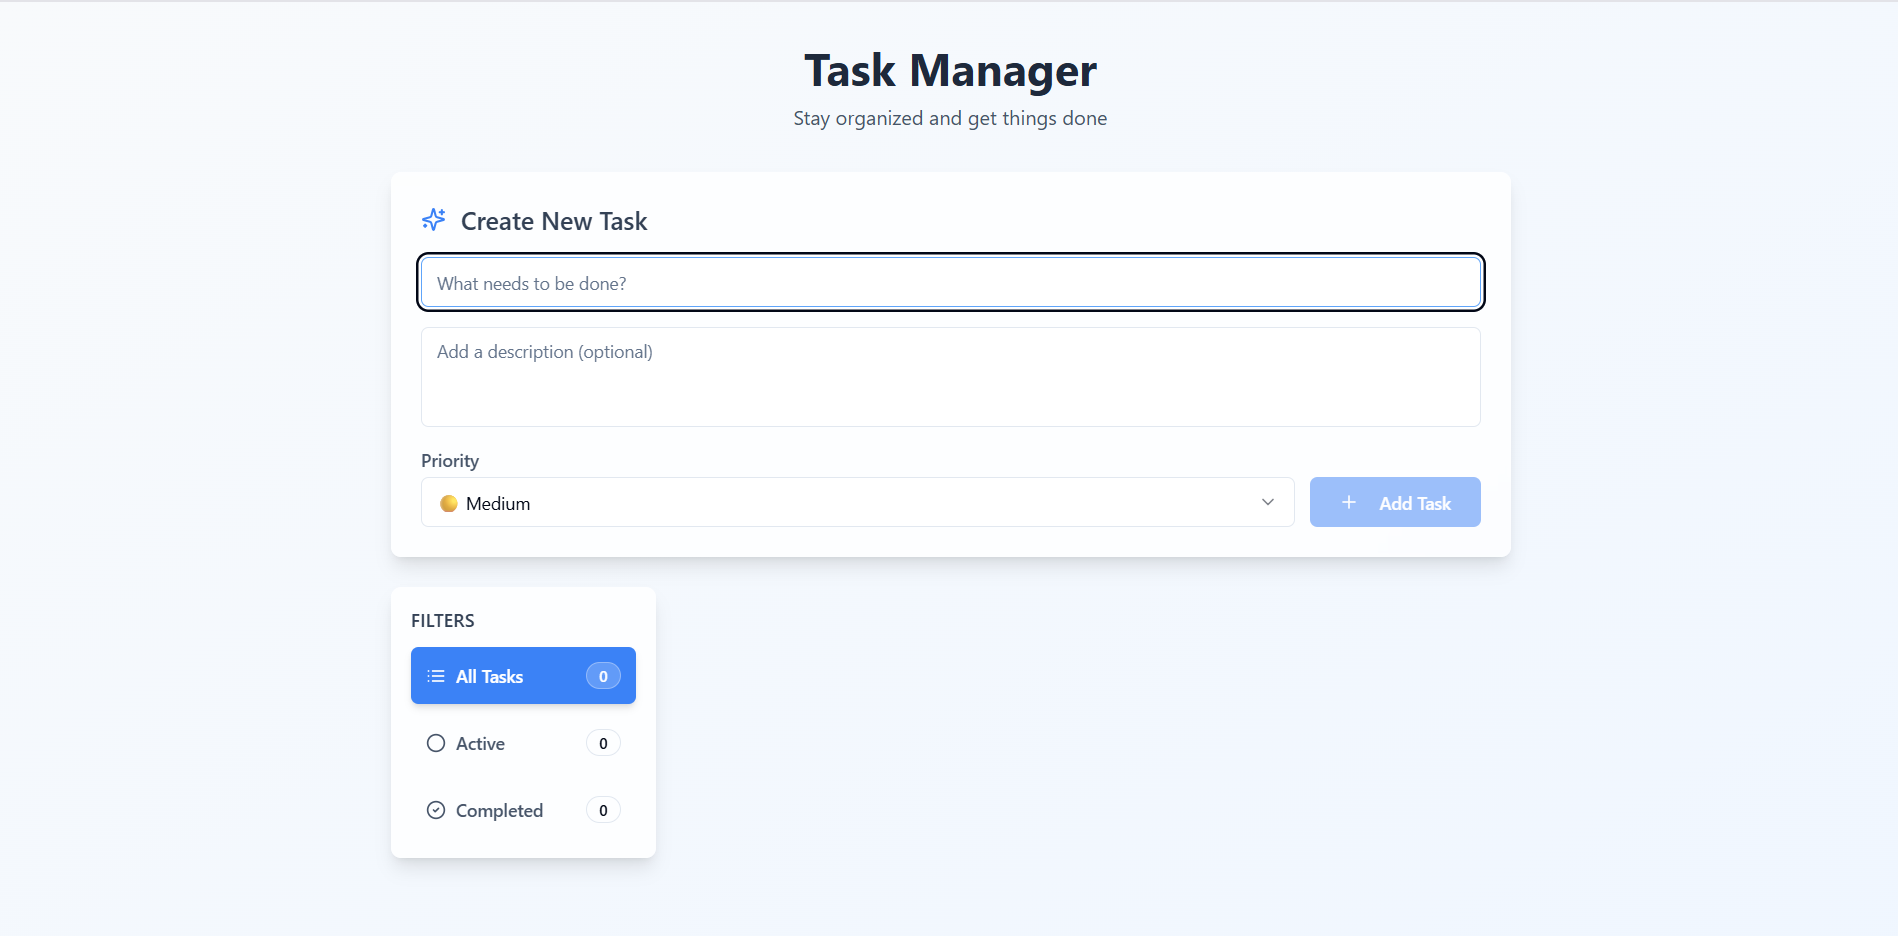 Task Manager
Stay organized and get things done
Create New Task
What needs to be done?
Add a description (optional)
Priority
Medium
Add Task
FILTERS
All Tasks 0
Active 0
Completed 0